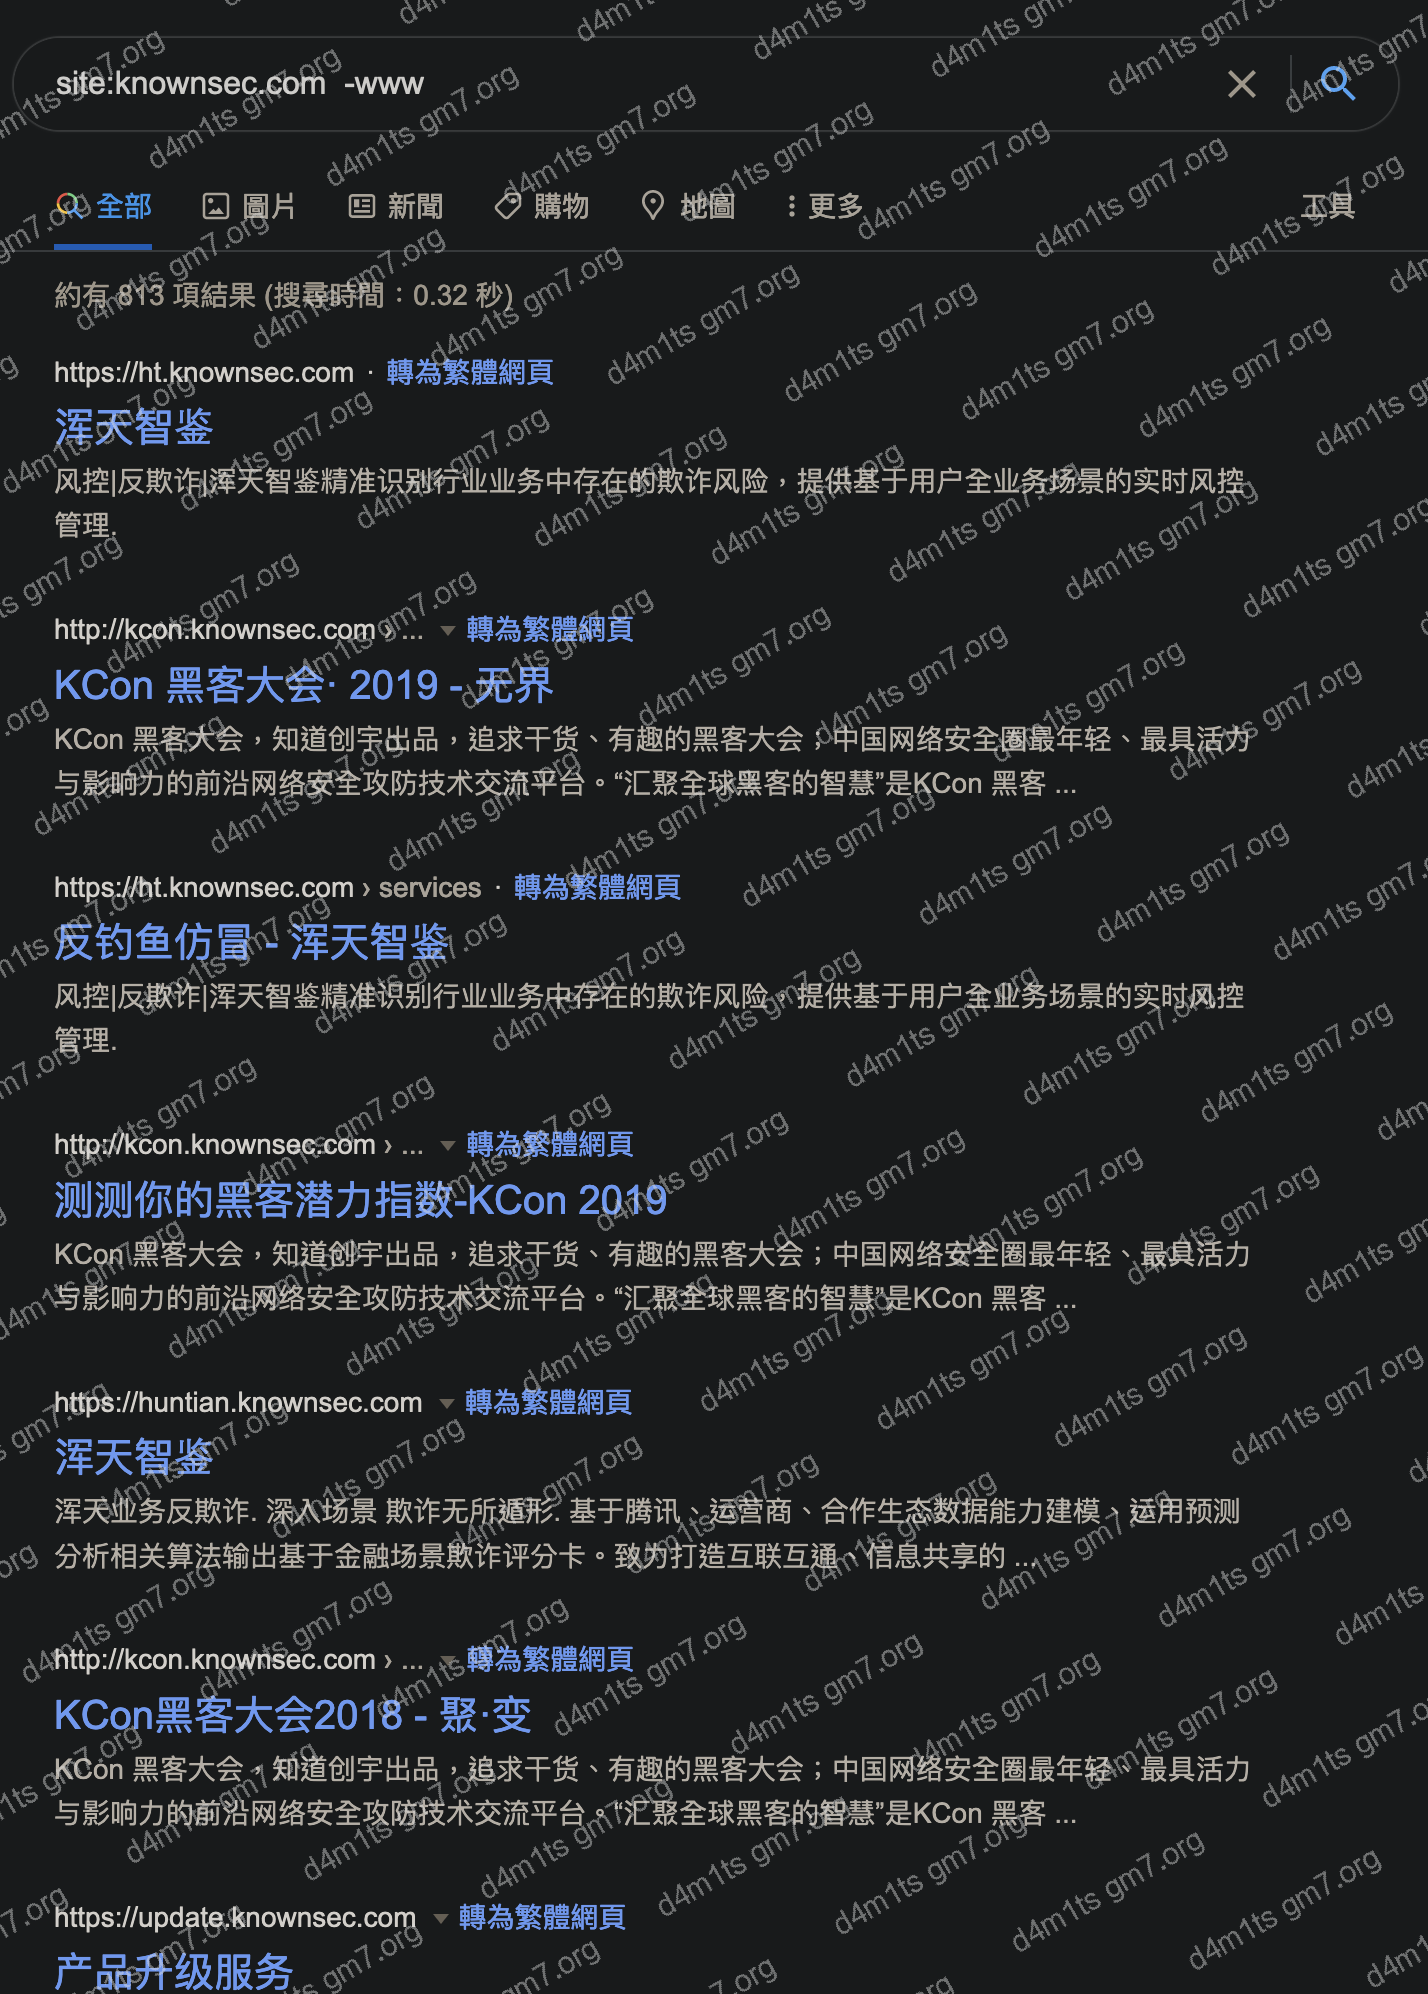 site:knownsec.com -www
全部 圖片 新聞 購物 地圖 更多 工具
約有 813 項結果 (搜尋時間：0.32 秒)
https://ht.knownsec.com · 轉為繁體網頁
浑天智鉴
风控|反欺诈|浑天智鉴精准识别行业业务中存在的欺诈风险，提供基于用户全业务场景的实时风控
管理.
http://kcon.knownsec.com › ... 轉為繁體網頁
KCon 黑客大会· 2019 - 无界
KCon 黑客大会，知道创宇出品，追求干货、有趣的黑客大会；中国网络安全圈最年轻、最具活力
与影响力的前沿网络安全攻防技术交流平台。“汇聚全球黑客的智慧”是KCon 黑客 ...
https://ht.knownsec.com › services · 轉為繁體網頁
反钓鱼仿冒 - 浑天智鉴
风控|反欺诈|浑天智鉴精准识别行业业务中存在的欺诈风险，提供基于用户全业务场景的实时风控
管理.
http://kcon.knownsec.com › ... 轉為繁體網頁
测测你的黑客潜力指数-KCon 2019
KCon 黑客大会，知道创宇出品，追求干货、有趣的黑客大会；中国网络安全圈最年轻、最具活力
与影响力的前沿网络安全攻防技术交流平台。“汇聚全球黑客的智慧”是KCon 黑客 ...
https://huntian.knownsec.com 轉為繁體網頁
浑天智鉴
浑天业务反欺诈. 深入场景 欺诈无所遁形. 基于腾讯、运营商、合作生态数据能力建模、运用预测
分析相关算法输出基于金融场景欺诈评分卡。致为打造互联互通、信息共享的 ...
http://kcon.knownsec.com › ... 轉為繁體網頁
KCon黑客大会2018 - 聚·变
KCon 黑客大会，知道创宇出品，追求干货、有趣的黑客大会；中国网络安全圈最年轻、最具活力
与影响力的前沿网络安全攻防技术交流平台。“汇聚全球黑客的智慧”是KCon 黑客 ...
https://update.knownsec.com 轉為繁體網頁
产品升级服务
d4m1ts gm7.org